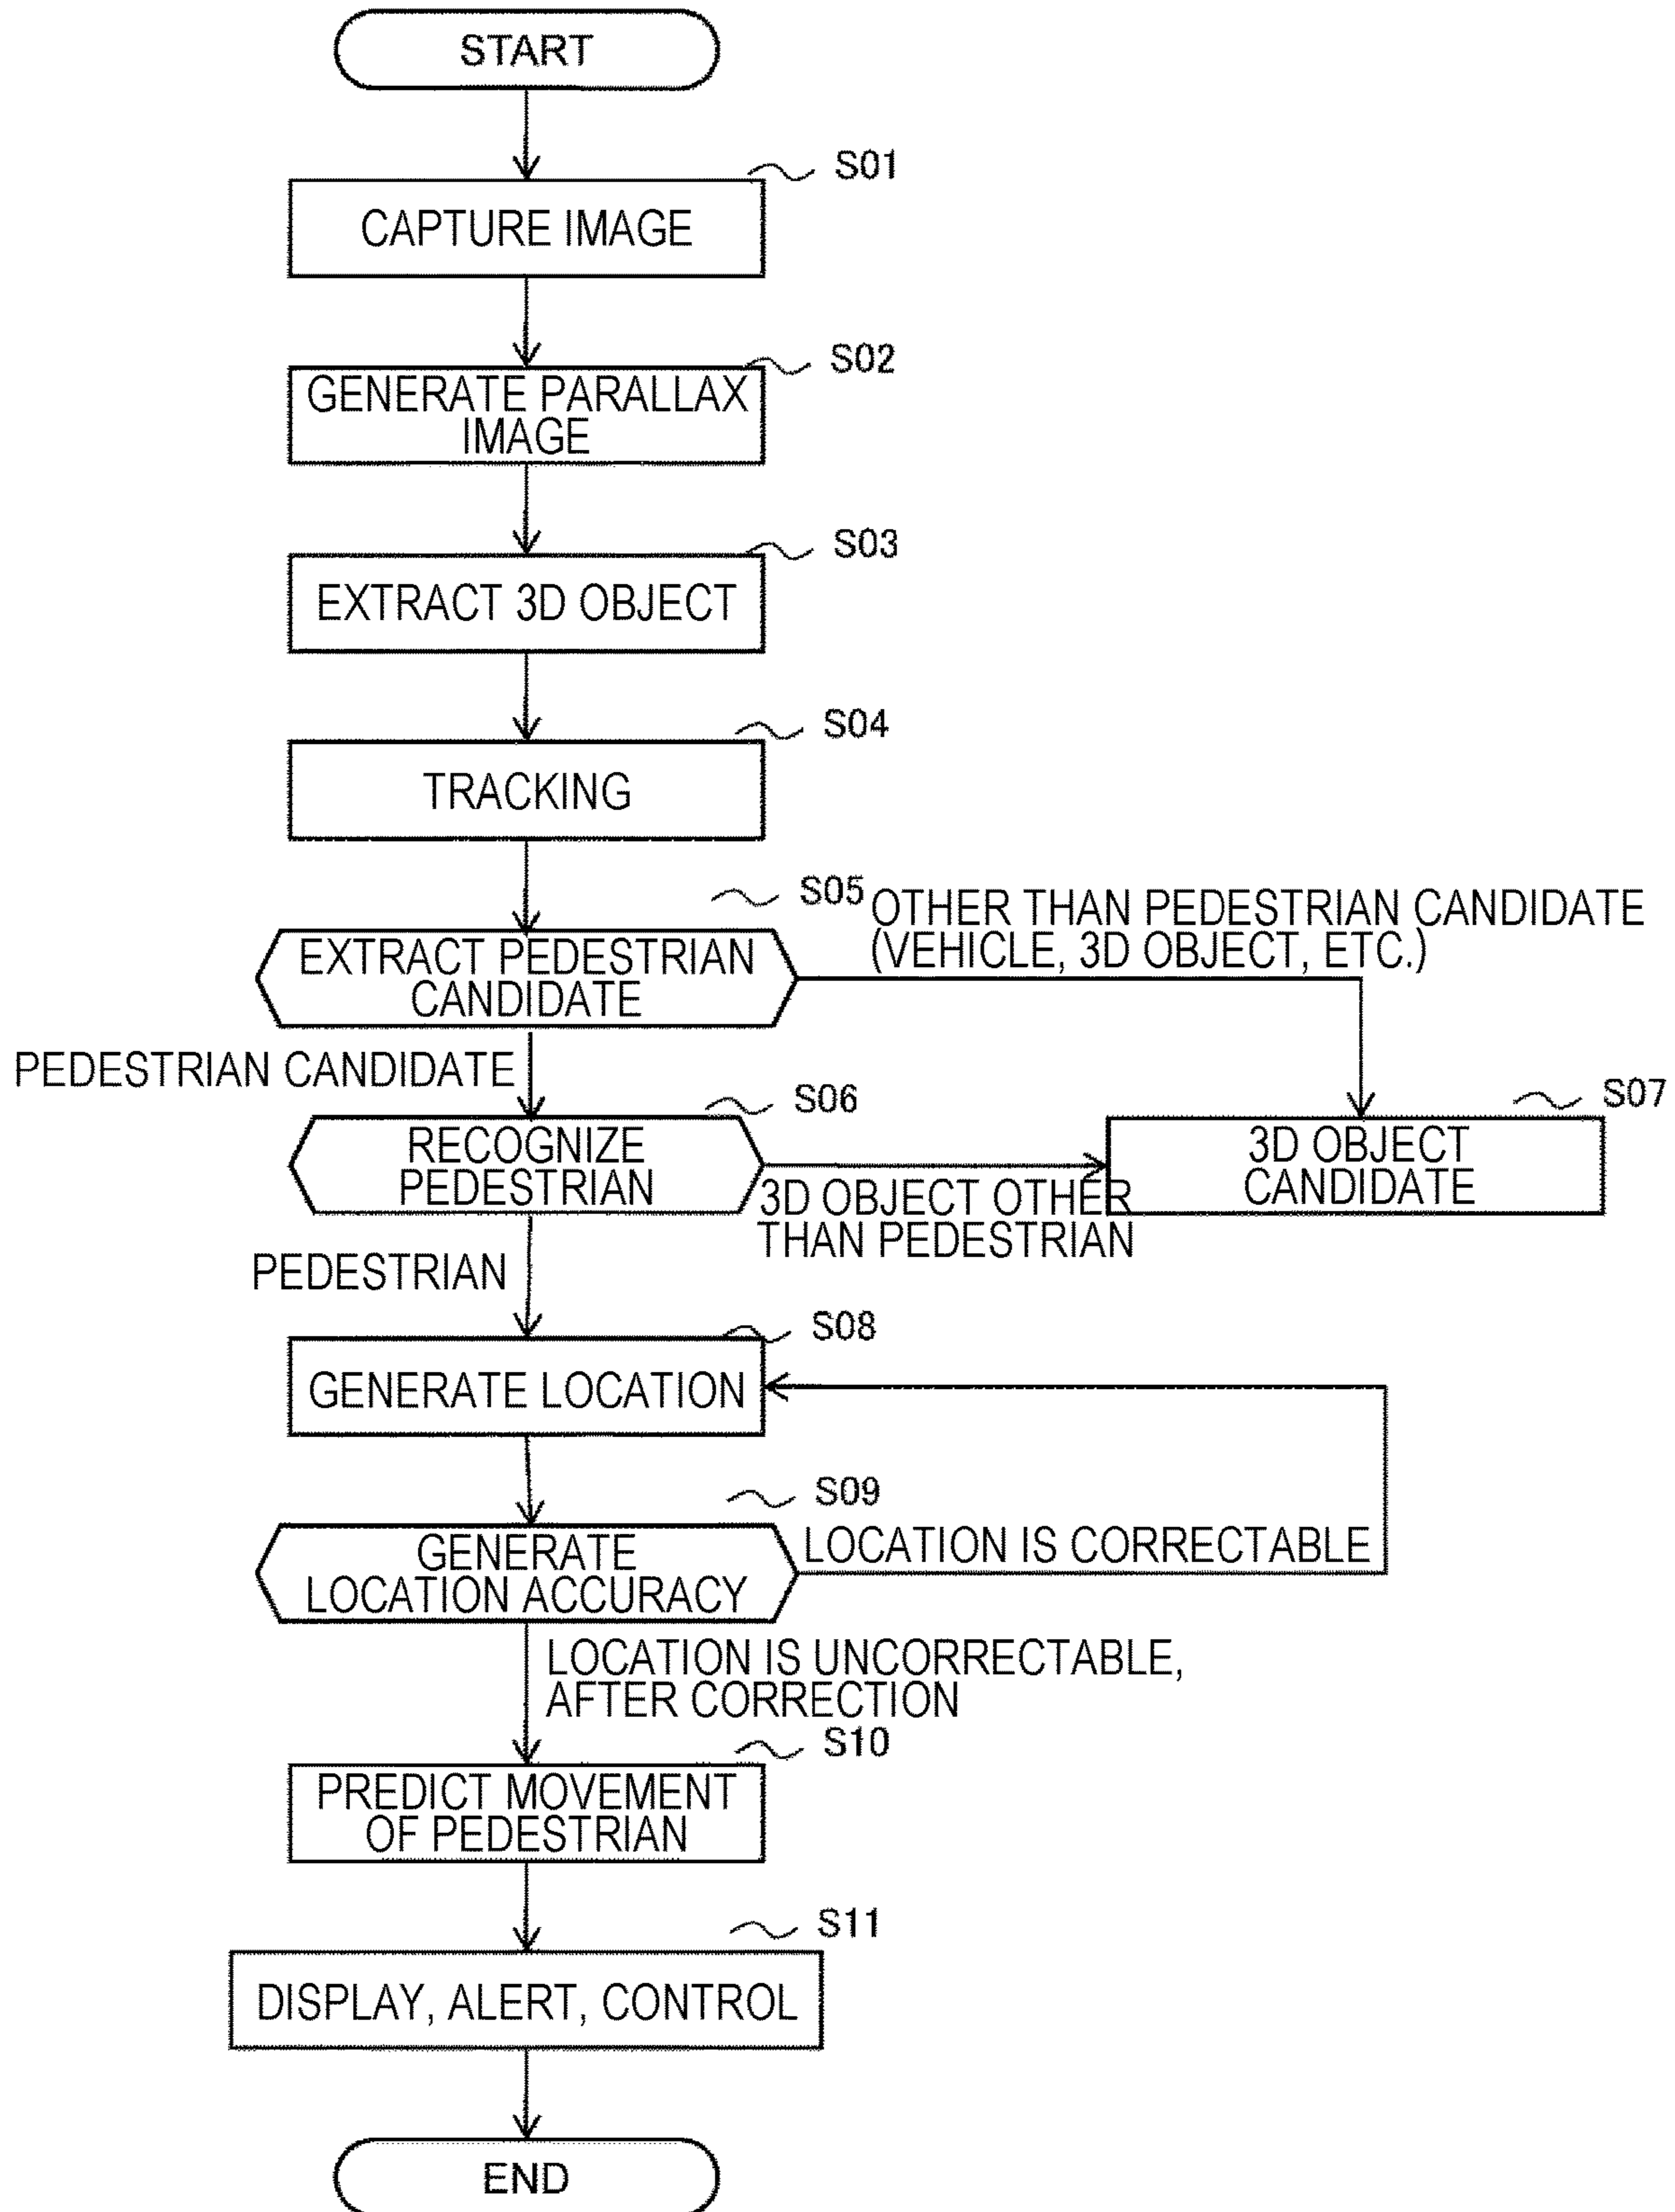 START
S01
CAPTURE IMAGE
S02
GENERATE PARALLAX
IMAGE
S03
EXTRACT 3D OBJECT
S04
TRACKING
S05
OTHER THAN PEDESTRIAN CANDIDATE
(VEHICLE, 3D OBJECT, ETC.)
EXTRACT PEDESTRIAN
CANDIDATE
PEDESTRIAN CANDIDATE
S06
S07
RECOGNIZE
PEDESTRIAN
3D OBJECT
CANDIDATE
3D OBJECT OTHER
THAN PEDESTRIAN
PEDESTRIAN
S08
GENERATE LOCATION
S09
GENERATE
LOCATION ACCURACY
LOCATION IS CORRECTABLE
LOCATION IS UNCORRECTABLE,
AFTER CORRECTION
S10
PREDICT MOVEMENT
OF PEDESTRIAN
S11
DISPLAY, ALERT, CONTROL
END